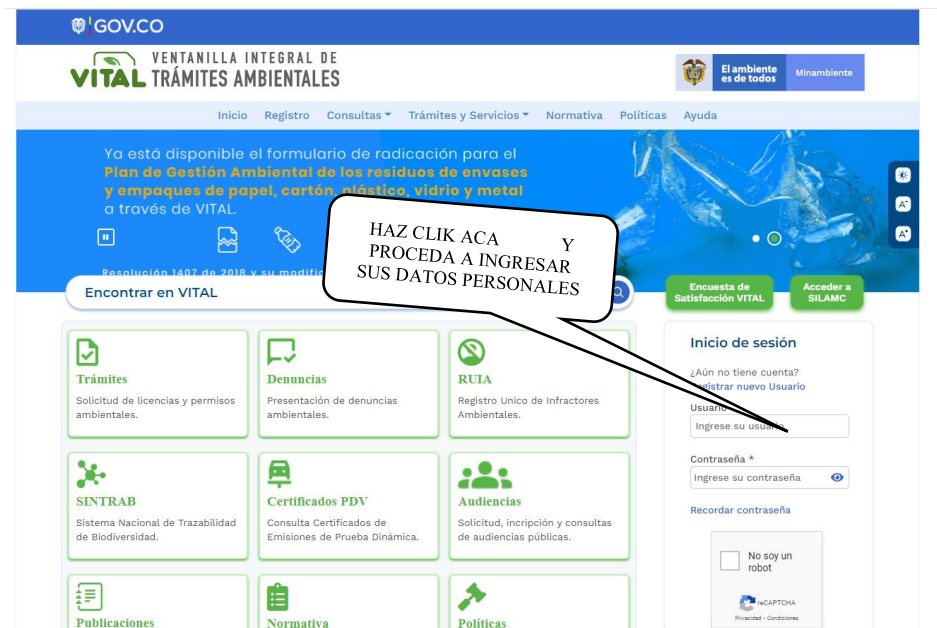 GOV.CO
VITAL
VENTANILLA INTEGRAL DE
TRÁMITES AMBIENTALES
El ambiente
es de todos
Minambiente
Inicio Registro Consultas Trámites y Servicios Normativa Políticas Ayuda
Ya está disponible el formulario de radicación para el
Plan de Gestión Ambiental de los residuos de envases
y empaques de papel, cartón, plástico, vidrio y metal
a través de VITAL.
Resolución 1407 de 2018 y su
HAZ CLIK ACA Y
PROCEDA A INGRESAR
SUS DATOS PERSONALES
A-
A+
Encontrar en VITAL
Encuesta de
Satisfacción VITAL
Acceder a
SILAMC
Trámites
Solicitud de licencias y permisos
ambientales.
Denuncias
Presentación de denuncias
ambientales.
RUIA
Registro Unico de Infractores
Ambientales.
SINTRAB
Sistema Nacional de Trazabilidad
de Biodiversidad.
Certificados PDV
Consulta Certificados de
Emisiones de Prueba Dinámica.
Audiencias
Solicitud, incripción y consultas
de audiencias públicas.
Publicaciones
Normativa
Políticas
Inicio de sesión
¿Aún no tiene cuenta?
Registrar nuevo Usuario
Usuario
Ingrese su usuario
Contraseña *
Ingrese su contraseña
Recordar contraseña
No soy un
robot
reCAPTCHA
Privacidad - Condiciones